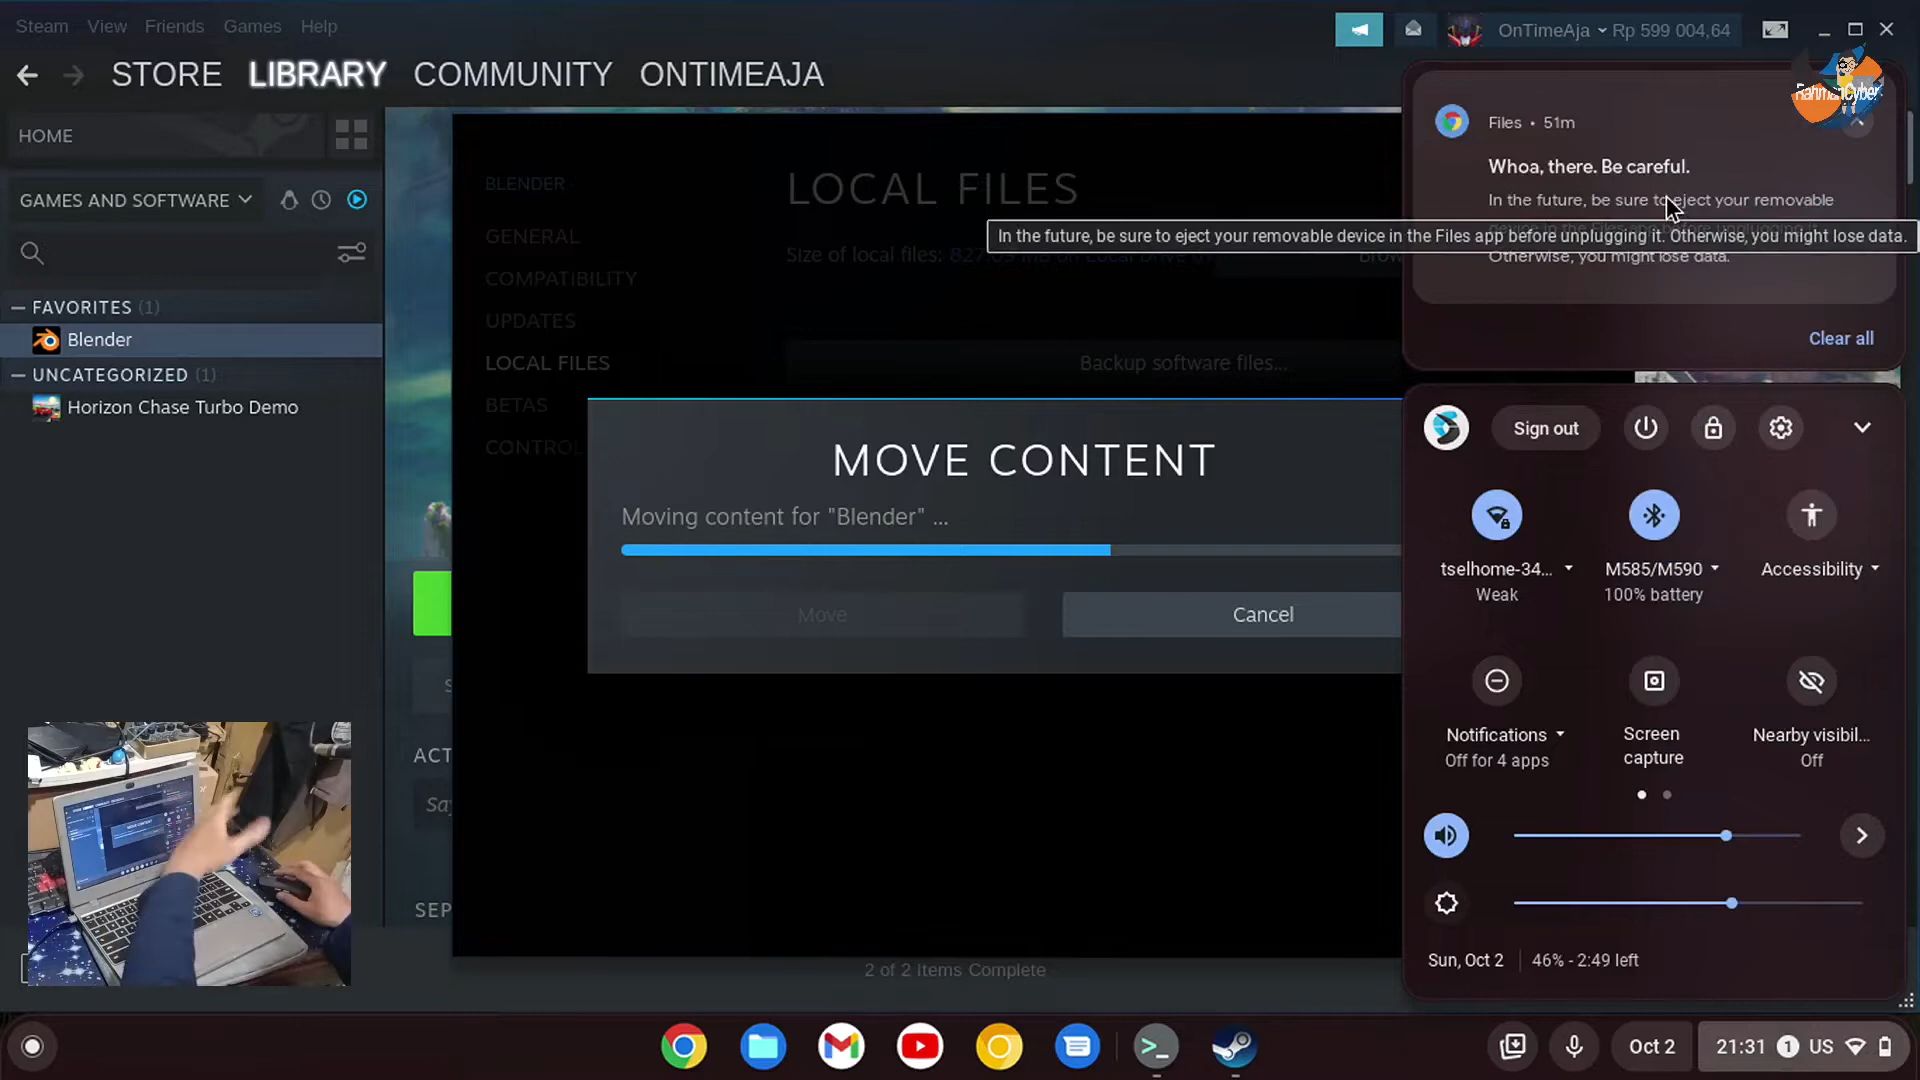 Steam View Friends Games Help
OnTimeAja Rp 599 004,64
STORE LIBRARY COMMUNITY ONTIMEAJA
RahmanCyber
HOME
GAMES AND SOFTWARE
FAVORITES (1)
Blender
UNCATEGORIZED (1)
Horizon Chase Turbo Demo
BLENDER
GENERAL
COMPATIBILITY
UPDATES
LOCAL FILES
BETAS
CONTROL
LOCAL FILES
Size of local files:
Backup software files...
MOVE CONTENT
Moving content for "Blender" ...
Move
Cancel
ACT
Say
SEP
2 of 2 Items Complete
Files • 51m
Whoa, there. Be careful.
In the future, be sure to eject your removable
In the future, be sure to eject your removable device in the Files app before unplugging it. Otherwise, you might lose data.
Otherwise, you might lose data.
Clear all
Sign out
tselhome-34...
Weak
M585/M590
100% battery
Accessibility
Notifications
Off for 4 apps
Screen
capture
Nearby visibil...
Off
Sun, Oct 2
46% - 2:49 left
Oct 2
21:31 1 US